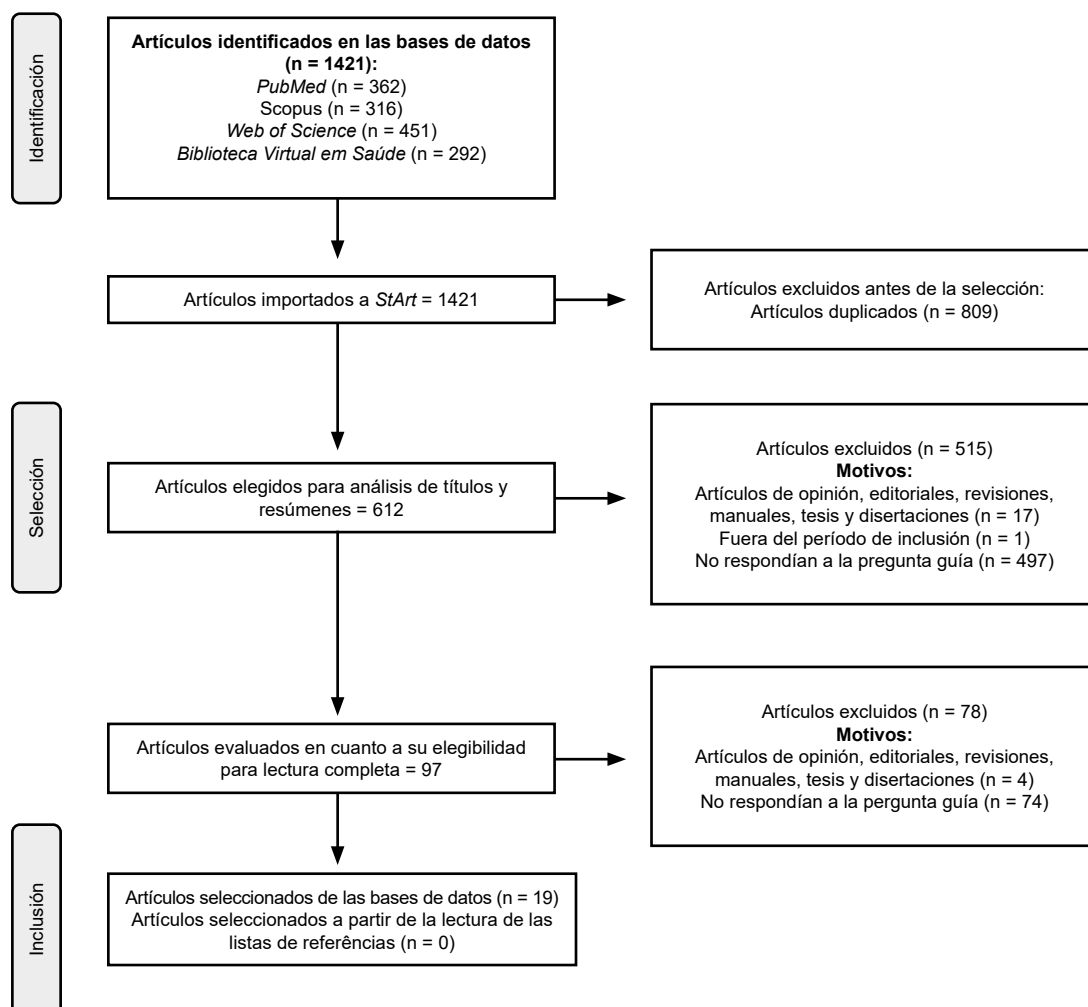 Identificación
Artículos identificados en las bases de datos
(n = 1421):
PubMed (n = 362)
Scopus (n = 316)
Web of Science (n = 451)
Biblioteca Virtual em Saúde (n = 292)
Artículos importados a StArt = 1421
Artículos excluidos antes de la selección:
Artículos duplicados (n = 809)
Selección
Artículos elegidos para análisis de títulos y
resúmenes = 612
Artículos excluidos (n = 515)
Motivos:
Artículos de opinión, editoriales, revisiones,
manuales, tesis y disertaciones (n = 17)
Fuera del período de inclusión (n = 1)
No respondían a la pregunta guía (n = 497)
Artículos evaluados en cuanto a su elegibilidad
para lectura completa = 97
Artículos excluidos (n = 78)
Motivos:
Artículos de opinión, editoriales, revisiones,
manuales, tesis y disertaciones (n = 4)
No respondían a la pergunta guía (n = 74)
Inclusión
Artículos seleccionados de las bases de datos (n = 19)
Artículos seleccionados a partir de la lectura de las
listas de referências (n = 0)